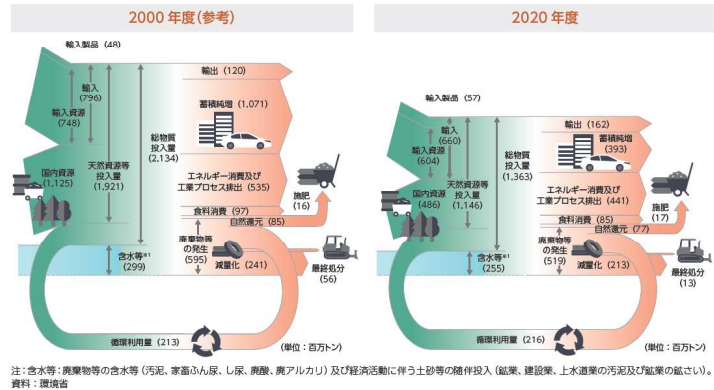 2000 年度（参考）
輸入製品（48）
輸入
（796）
輸入資源
（748）
国内資源
（1,125）
天然資源等
投入量
（1,921）
総物質
投入量
（2,134）
含水等※1
（299）
輸出（120）
蓄積純増（1,071）
エネルギー消費及び
工業プロセス排出（535）
食料消費（97）
施肥
（16）
自然還元（85）
廃棄物等
の発生
（595）
減量化（241）
最終処分
（56）
循環利用量（213）
（単位：百万トン）
2020 年度
輸入製品（57）
輸入
（660）
輸入資源
（604）
国内資源
（486）
天然資源等
投入量
（1,146）
総物質
投入量
（1,363）
含水等※1
（255）
輸出（162）
蓄積純増
（393）
エネルギー消費及び
工業プロセス排出（441）
食料消費（85）
施肥
（17）
自然還元（77）
廃棄物等
の発生
（519）
減量化（213）
最終処分
（13）
循環利用量（216）
（単位：百万トン）
注：含水等：廃棄物等の含水等（汚泥、家畜ふん尿、し尿、廃酸、廃アルカリ）及び経済活動に伴う土砂等の随伴投入（鉱業、建設業、上水道業の汚泥及び鉱業の鉱さい）。
資料：環境省